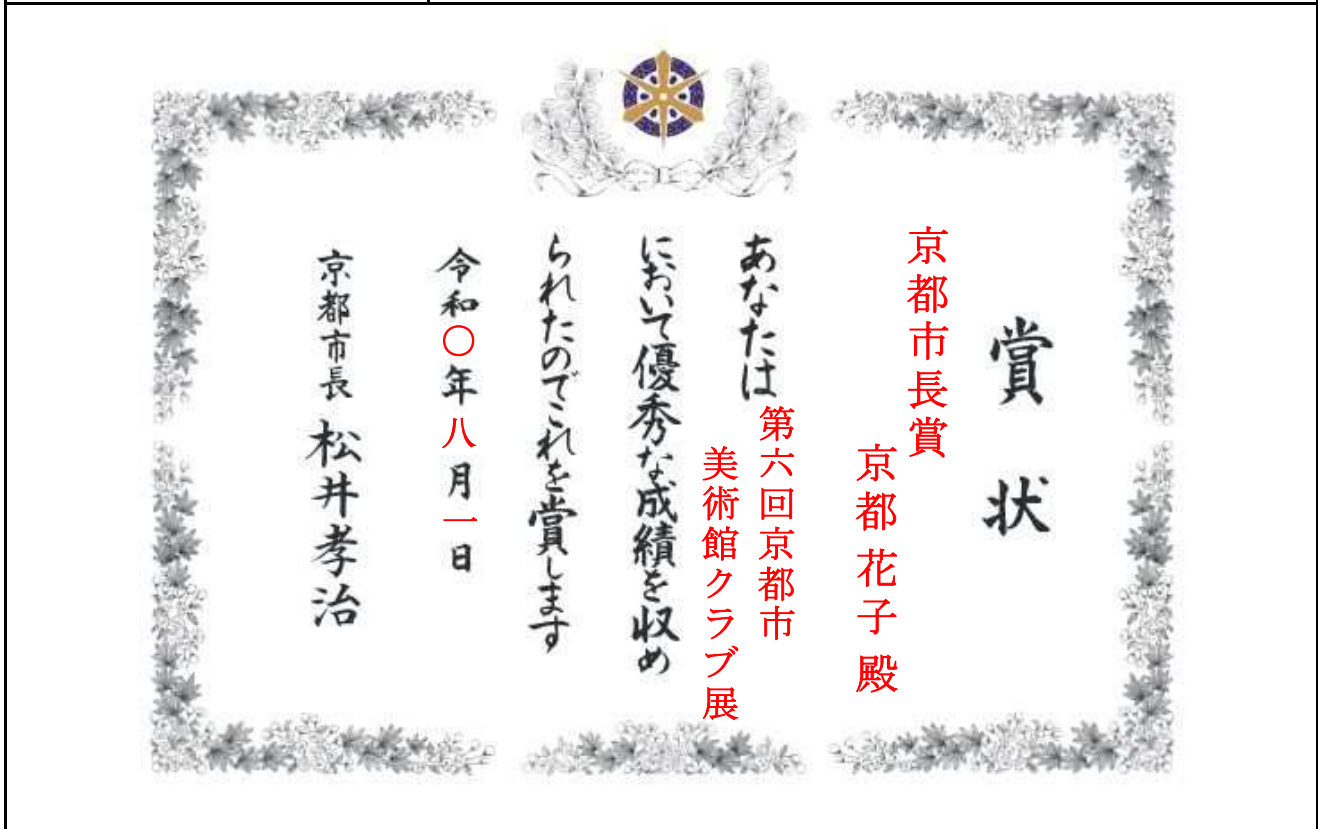 賞状
京都市長賞
京都花子殿
あなたは第六回京都市
美術館クラブ展
において優秀な成績を収め
られたのでこれを賞します
令和〇年八月一日
京都市長 松井孝治